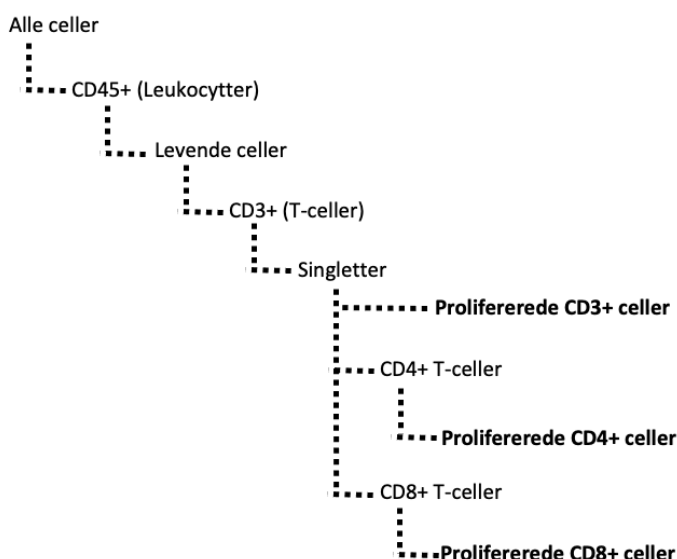 Alle celler
CD45+ (Leukocytter)
Levende celler
CD3+ (T-celler)
Singletter
Prolifererede CD3+ celler
CD4+ T-celler
Prolifererede CD4+ celler
CD8+ T-celler
Prolifererede CD8+ celler